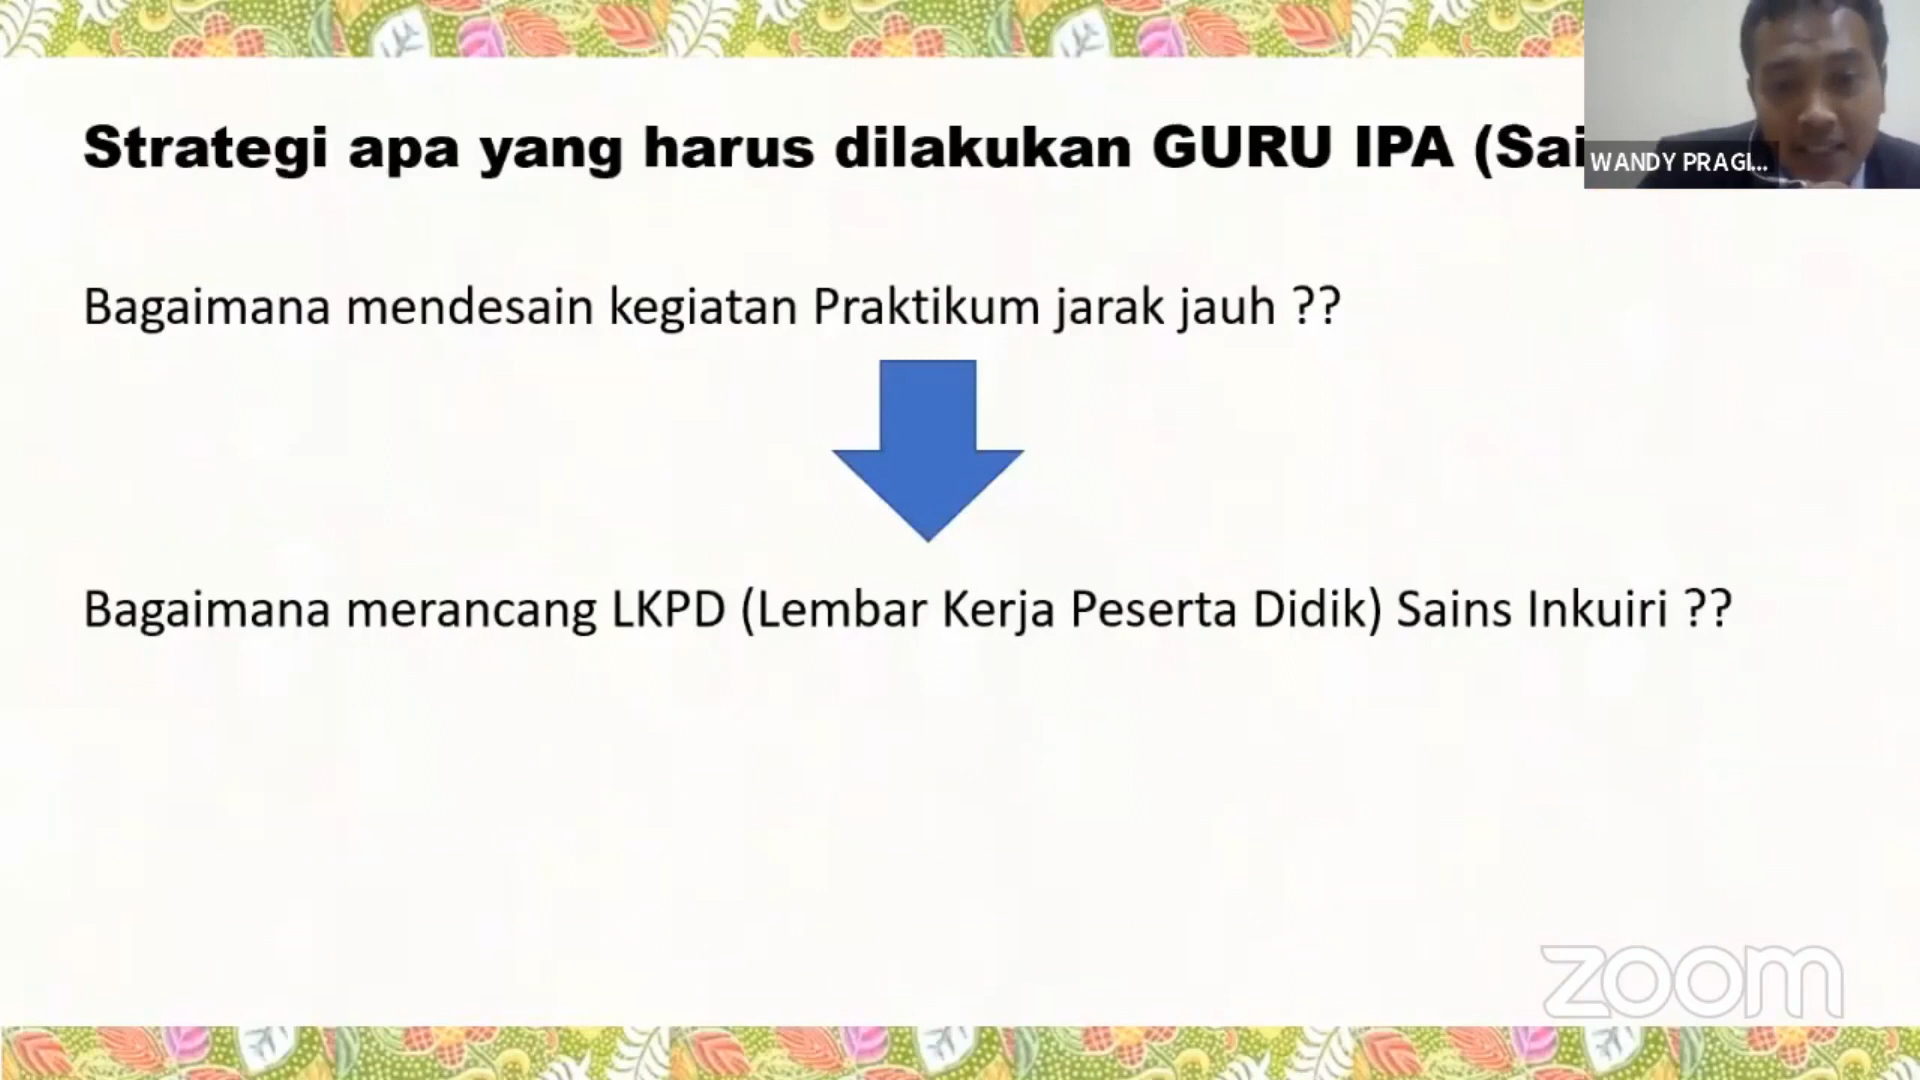 Strategi apa yang harus dilakukan GURU IPA (Sai
WANDY PRAGI...
Bagaimana mendesain kegiatan Praktikum jarak jauh ??
Bagaimana merancang LKPD (Lembar Kerja Peserta Didik) Sains Inkuiri ??
zoom